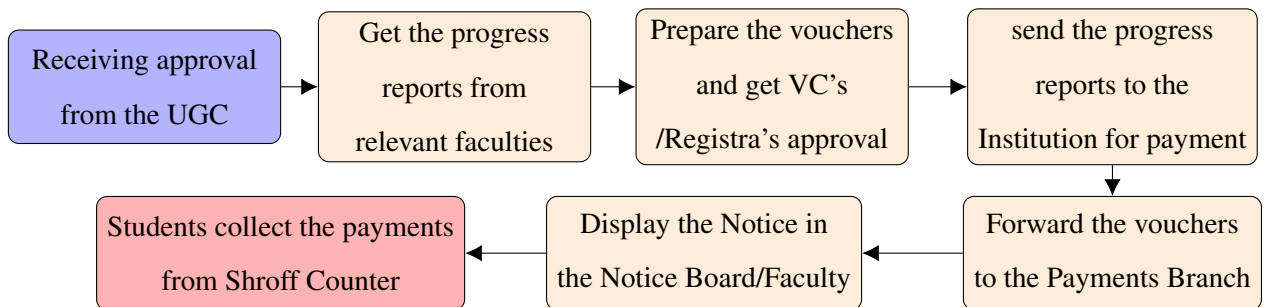 Receiving approval
from the UGC
Get the progress
reports from
relevant faculties
Prepare the vouchers
and get VC's
/Registra's approval
send the progress
reports to the
Institution for payment
Forward the vouchers
to the Payments Branch
Display the Notice in
the Notice Board/Faculty
Students collect the payments
from Shroff Counter